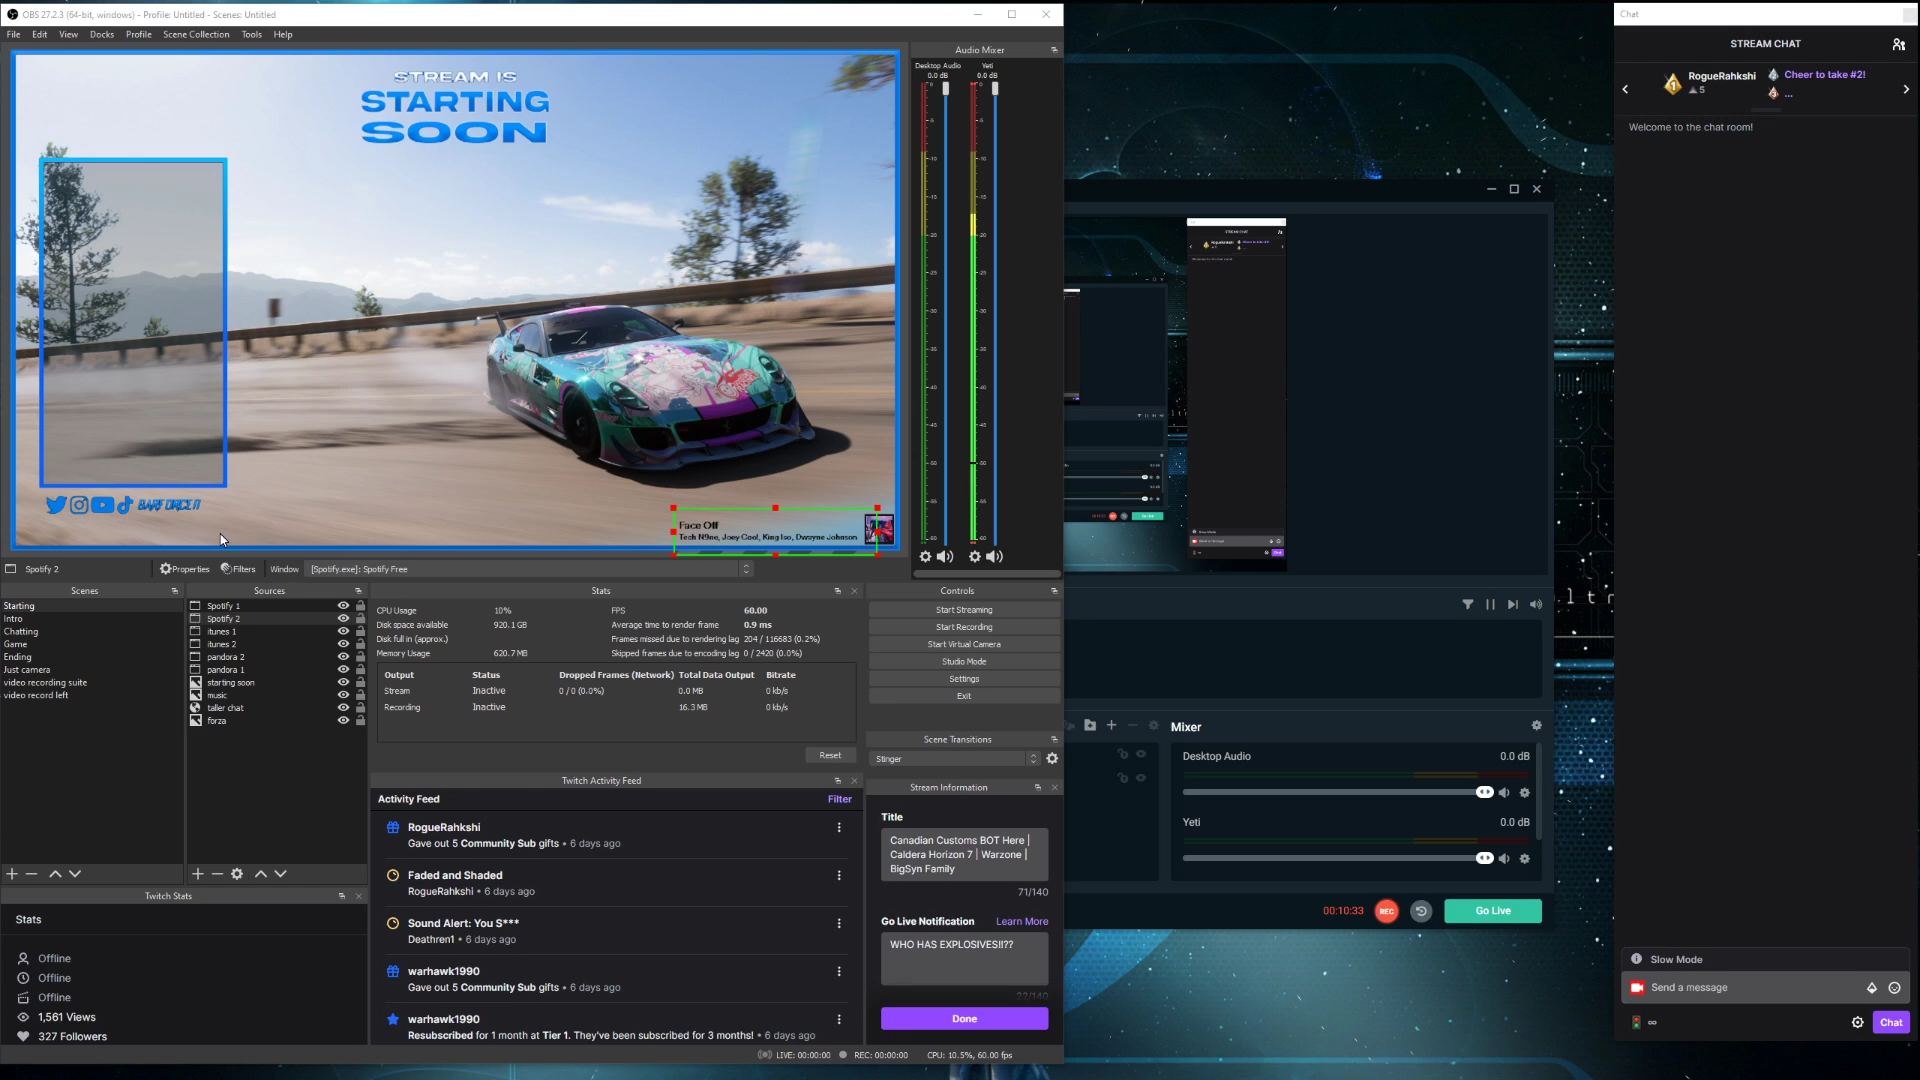 OBS 27.2.3 (64-bit, windows) - Profile: Untitled - Scenes: Untitled
File Edit View Docks Profile Scene Collection Tools Help
STREAM IS
STARTING
SOON
Face Off
Tech N9ne, Joey Cool, King Iso, Dwayne Johnson
Audio Mixer
Desktop Audio Yeti
0.0 dB 0.0 dB
Spotify 2 Properties Filters Window [Spotify.exe]: Spotify Free
Scenes
Starting
Intro
Chatting
Game
Ending
Just camera
video recording suite
video record left
Sources
Spotify 1
Spotify 2
itunes 1
itunes 2
pandora 2
pandora 1
starting soon
music
taller chat
forza
Stats
CPU Usage 10% FPS 60.00
Disk space available 920.1 GB Average time to render frame 0.9 ms
Disk full in (approx.) Frames missed due to rendering lag 204 / 116683 (0.2%)
Memory Usage 620.7 MB Skipped frames due to encoding lag 0 / 2420 (0.0%)
Output Status Dropped Frames (Network) Total Data Output Bitrate
Stream Inactive 0 / 0 (0.0%) 0.0 MB 0 kb/s
Recording Inactive 16.3 MB 0 kb/s
Reset
Controls
Start Streaming
Start Recording
Start Virtual Camera
Studio Mode
Settings
Exit
Scene Transitions
Stinger
Twitch Stats
Stats
Offline
Offline
Offline
1,561 Views
327 Followers
Twitch Activity Feed
Activity Feed Filter
RogueRahkshi
Gave out 5 Community Sub gifts • 6 days ago
Faded and Shaded
RogueRahkshi • 6 days ago
Sound Alert: You S***
Deathren1 • 6 days ago
warhawk1990
Gave out 5 Community Sub gifts • 6 days ago
warhawk1990
Resubscribed for 1 month at Tier 1. They've been subscribed for 3 months! • 6 days ago
Stream Information
Title
Canadian Customs BOT Here |
Caldera Horizon 7 | Warzone |
BigSyn Family
71/140
Go Live Notification Learn More
WHO HAS EXPLOSIVES!!??
22/140
Done
LIVE: 00:00:00 REC: 00:00:00 CPU: 10.5%, 60.00 fps
Mixer
Desktop Audio 0.0 dB
Yeti 0.0 dB
00:10:33 REC Go Live
Chat
STREAM CHAT
1 RogueRahkshi Cheer to take #2!
5 ...
Welcome to the chat room!
Slow Mode
Send a message
Chat